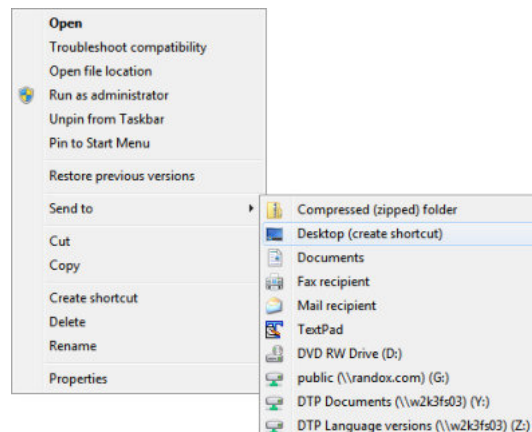 Open
Troubleshoot compatibility
Open file location
Run as administrator
Unpin from Taskbar
Pin to Start Menu
Restore previous versions
Send to
Cut
Copy
Create shortcut
Delete
Rename
Properties
Compressed (zipped) folder
Desktop (create shortcut)
Documents
Fax recipient
Mail recipient
TextPad
DVD RW Drive (D:)
public (\\randox.com) (G:)
DTP Documents (\\w2k3fs03) (Y:)
DTP Language versions (\\w2k3fs03) (Z:)